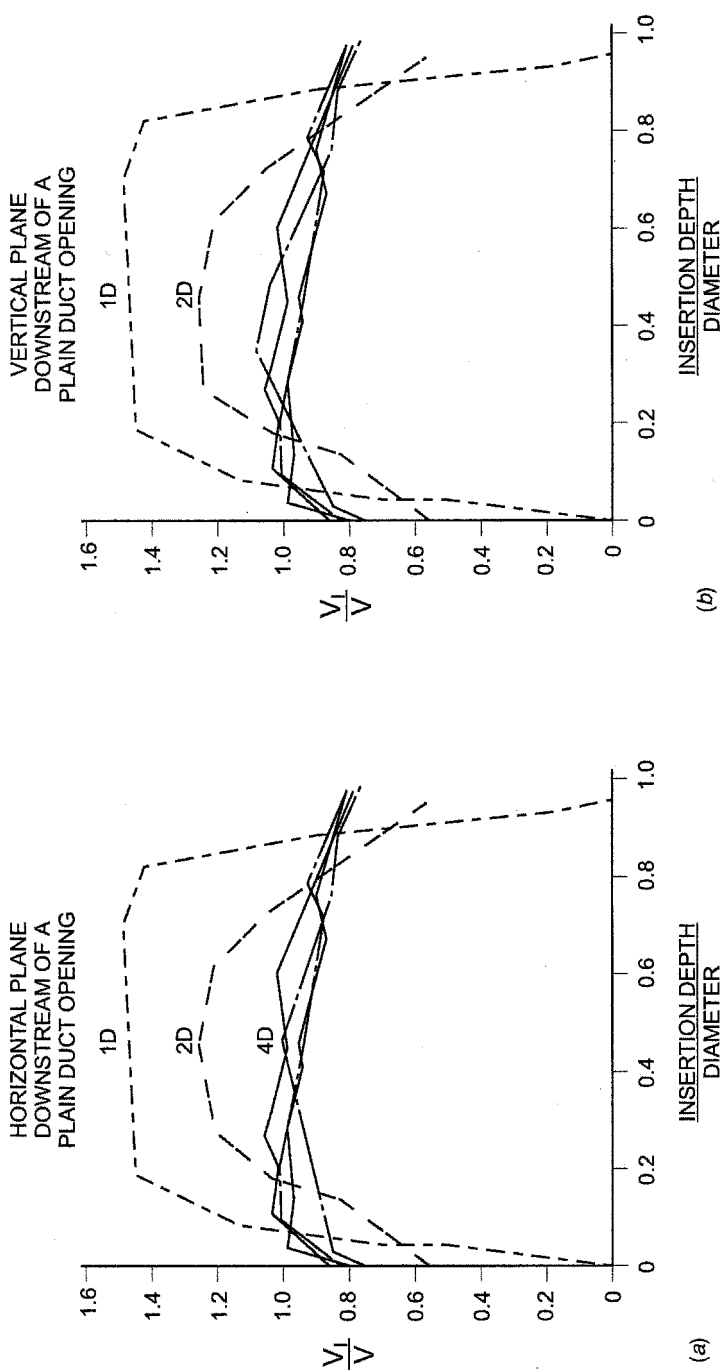 HORIZONTAL PLANE
DOWNSTREAM OF A
PLAIN DUCT OPENING
1.6
1.4
1.2
1.0
0.8
0.6
0.4
0.2
0
V_I
V
1D
2D
4D
0
0.2
0.4
0.6
0.8
1.0
INSERTION DEPTH
DIAMETER
(a)
VERTICAL PLANE
DOWNSTREAM OF A
PLAIN DUCT OPENING
1.6
1.4
1.2
1.0
0.8
0.6
0.4
0.2
0
V_I
V
1D
2D
0
0.2
0.4
0.6
0.8
1.0
INSERTION DEPTH
DIAMETER
(b)